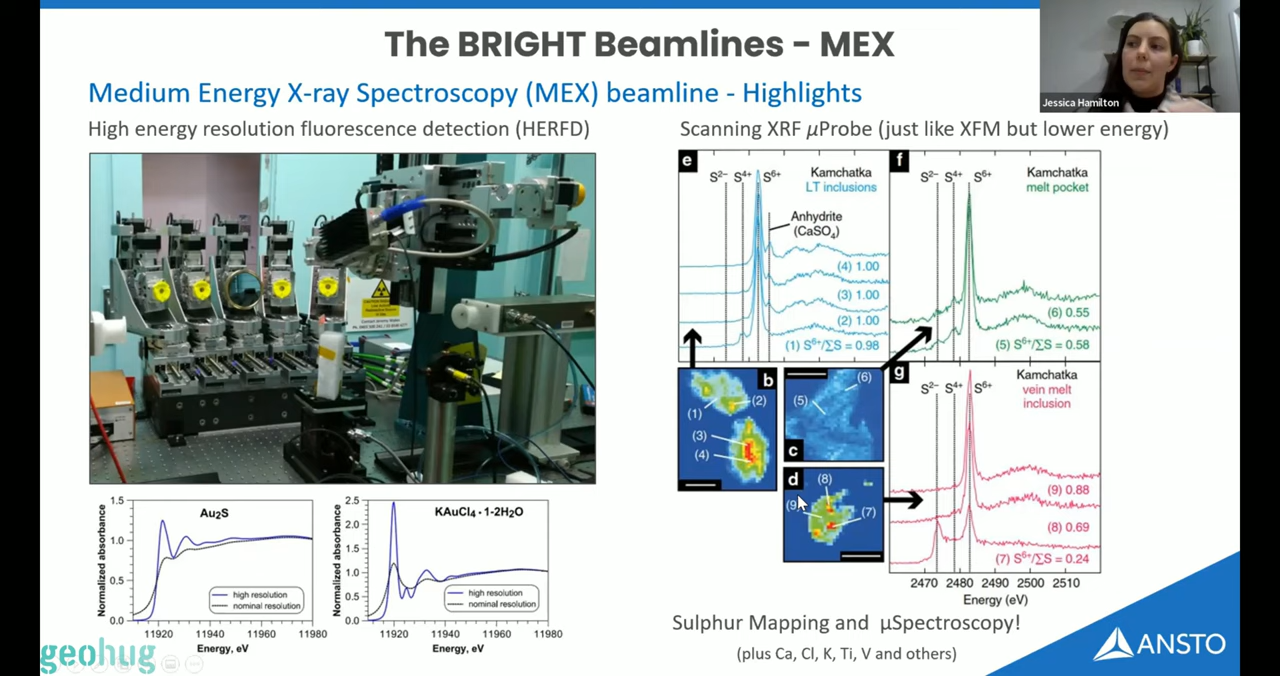 The BRIGHT Beamlines – MEX
Jessica Hamilton
Medium Energy X-ray Spectroscopy (MEX) beamline - Highlights
High energy resolution fluorescence detection (HERFD)
Scanning XRF µProbe (just like XFM but lower energy)
e
S²⁻ S⁴⁺ S⁶⁺
Kamchatka
LT inclusions
Anhydrite
(CaSO₄)
(4) 1.00
(3) 1.00
(2) 1.00
(1) S⁶⁺/∑S = 0.98
f
S²⁻ S⁴⁺ S⁶⁺
Kamchatka
melt pocket
(6) 0.55
(5) S⁶⁺/∑S = 0.58
b
(1)
(2)
(3)
(4)
(6)
(5)
c
d
(8)
(9)
(7)
g
S²⁻ S⁴⁺ S⁶⁺
Kamchatka
vein melt
inclusion
(9) 0.88
(8) 0.69
(7) S⁶⁺/∑S = 0.24
2470 2480 2490 2500 2510
Energy (eV)
Au₂S
Normalized absorbance
1.5
1.0
0.5
0.0
high resolution
nominal resolution
11920 11940 11960 11980
Energy, eV
KAuCl₄ · 1-2H₂O
Normalized absorbance
2.5
2.0
1.5
1.0
0.5
0.0
high resolution
nominal resolution
11920 11940 11960 11980
Energy, eV
Sulphur Mapping and µSpectroscopy!
(plus Ca, Cl, K, Ti, V and others)
geohug
ANSTO